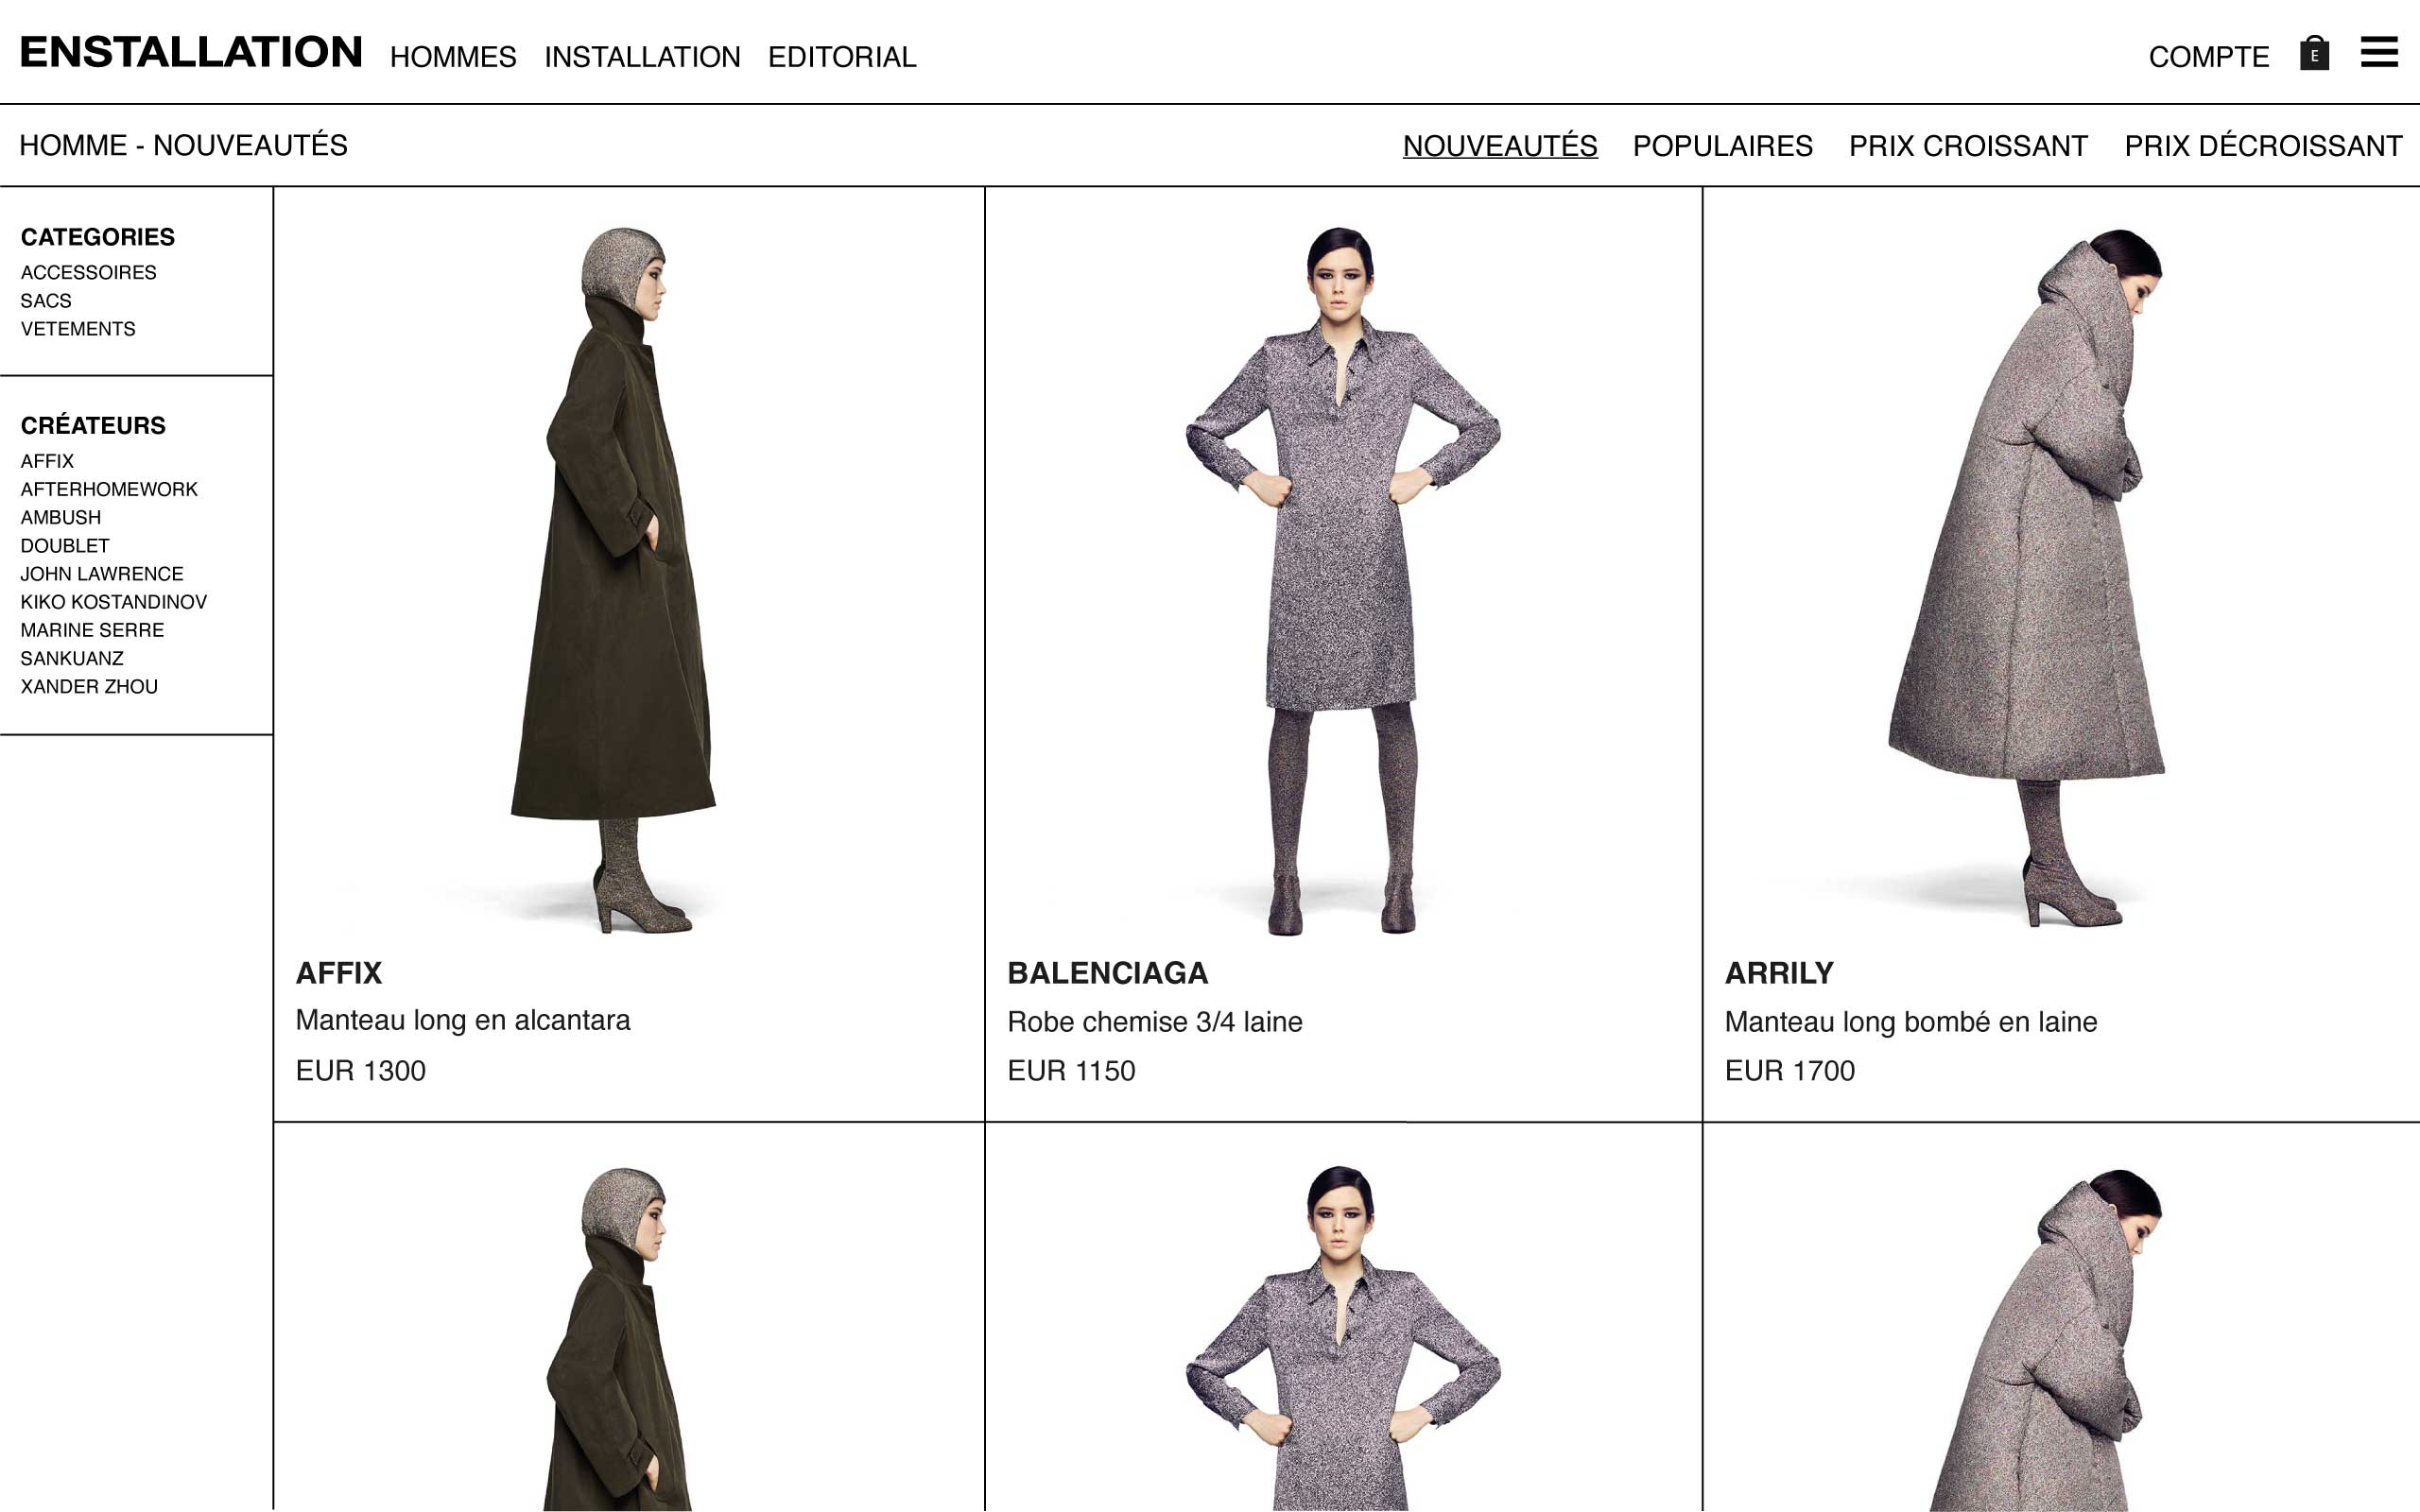 ENSTALLATION HOMMES INSTALLATION EDITORIAL COMPTE E
HOMME - NOUVEAUTÉS NOUVEAUTÉS POPULAIRES PRIX CROISSANT PRIX DÉCROISSANT
CATEGORIES
ACCESSOIRES
SACS
VETEMENTS
CRÉATEURS
AFFIX
AFTERHOMEWORK
AMBUSH
DOUBLET
JOHN LAWRENCE
KIKO KOSTANDINOV
MARINE SERRE
SANKUANZ
XANDER ZHOU
AFFIX
Manteau long en alcantara
EUR 1300
BALENCIAGA
Robe chemise 3/4 laine
EUR 1150
ARRILY
Manteau long bombé en laine
EUR 1700